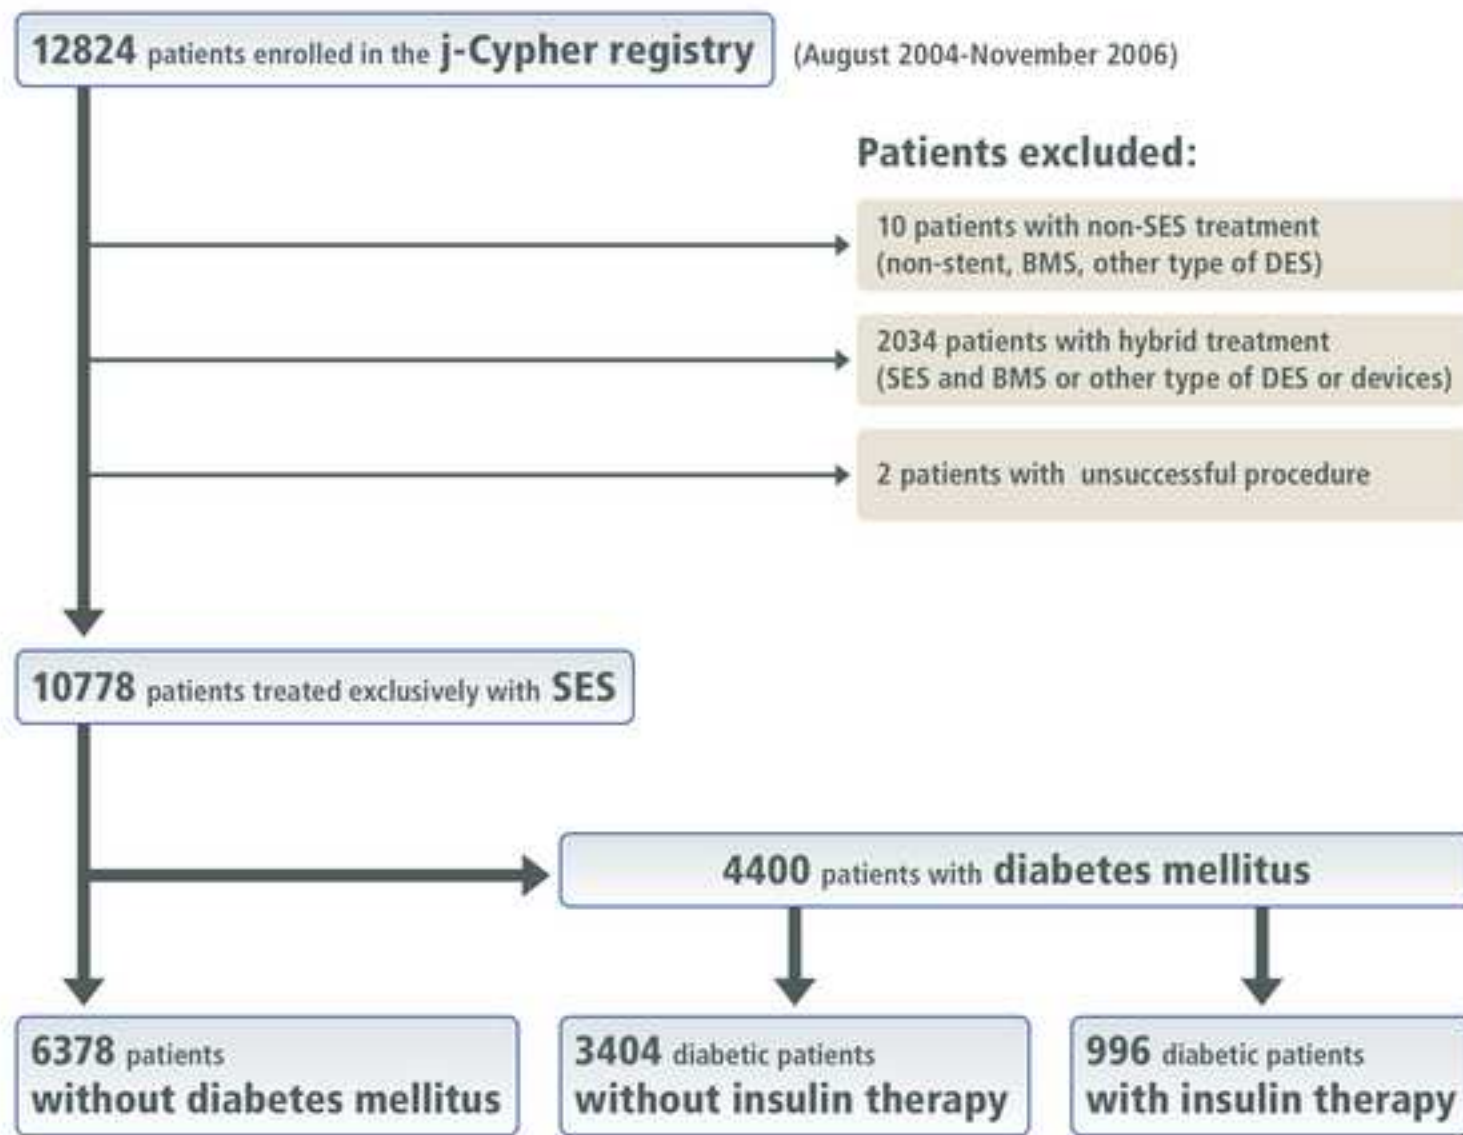 12824 patients enrolled in the j-Cypher registry (August 2004-November 2006)
Patients excluded:
10 patients with non-SES treatment
(non-stent, BMS, other type of DES)
2034 patients with hybrid treatment
(SES and BMS or other type of DES or devices)
2 patients with unsuccessful procedure
10778 patients treated exclusively with SES
4400 patients with diabetes mellitus
6378 patients
without diabetes mellitus
3404 diabetic patients
without insulin therapy
996 diabetic patients
with insulin therapy